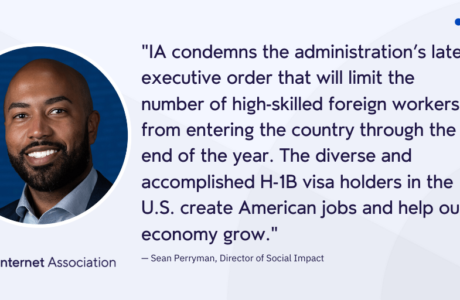 "IA condemns the administration's late
executive order that will limit the
number of high-skilled foreign workers
from entering the country through the
end of the year. The diverse and
accomplished H-1B visa holders in the
U.S. create American jobs and help ou
economy grow."
— Sean Perryman, Director of Social Impact
nternet Association